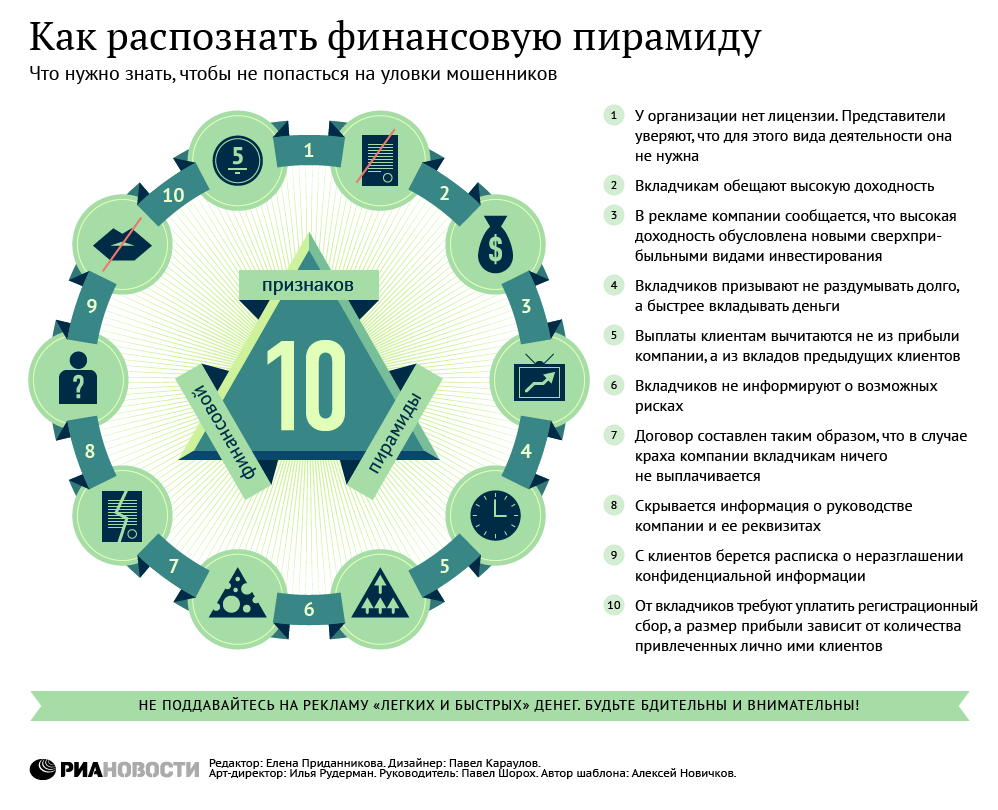 Как распознать финансовую пирамиду
Что нужно знать, чтобы не попасться на уловки мошенников
1
2
3
4
5
6
7
8
9
10
5
$
?
признаков
10
финансовой
пирамиды
1 У организации нет лицензии. Представители
уверяют, что для этого вида деятельности она
не нужна
2 Вкладчикам обещают высокую доходность
3 В рекламе компании сообщается, что высокая
доходность обусловлена новыми сверхпри-
быльными видами инвестирования
4 Вкладчиков призывают не раздумывать долго,
а быстрее вкладывать деньги
5 Выплаты клиентам вычитаются не из прибыли
компании, а из вкладов предыдущих клиентов
6 Вкладчиков не информируют о возможных
рисках
7 Договор составлен таким образом, что в случае
краха компании вкладчикам ничего
не выплачивается
8 Скрывается информация о руководстве
компании и ее реквизитах
9 С клиентов берется расписка о неразглашении
конфиденциальной информации
10 От вкладчиков требуют уплатить регистрационный
сбор, а размер прибыли зависит от количества
привлеченных лично ими клиентов
НЕ ПОДДАВАЙТЕСЬ НА РЕКЛАМУ «ЛЕГКИХ И БЫСТРЫХ» ДЕНЕГ. БУДЬТЕ БДИТЕЛЬНЫ И ВНИМАТЕЛЬНЫ!
РИАНОВОСТИ
Редактор: Елена Приданникова. Дизайнер: Павел Караулов.
Арт-директор: Илья Рудерман. Руководитель: Павел Шорох. Автор шаблона: Алексей Новичков.